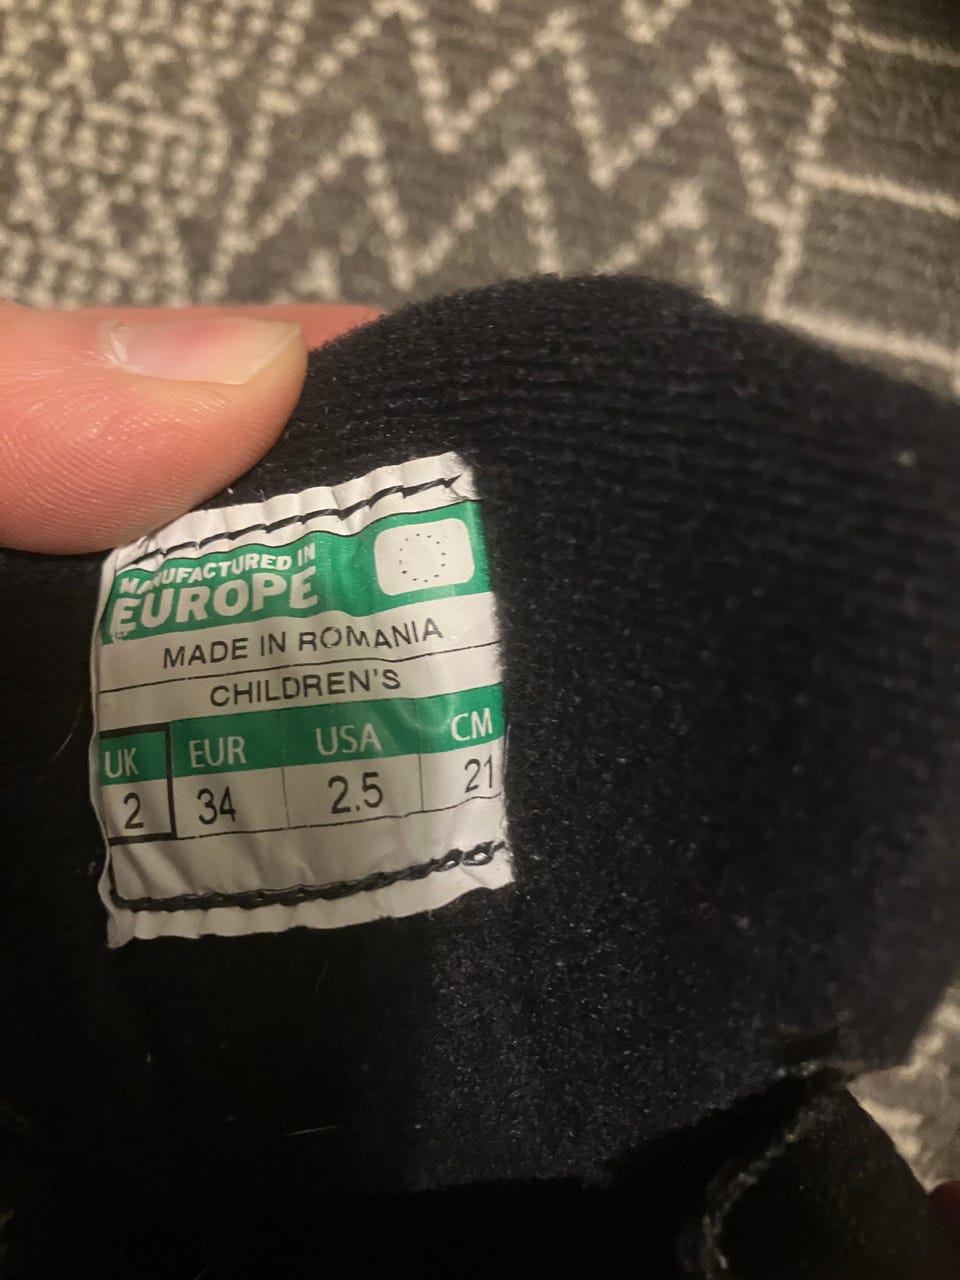 MANUFACTURED IN
EUROPE
MADE IN ROMANIA
CHILDREN'S
UK EUR USA CM
2 34 2.5 21